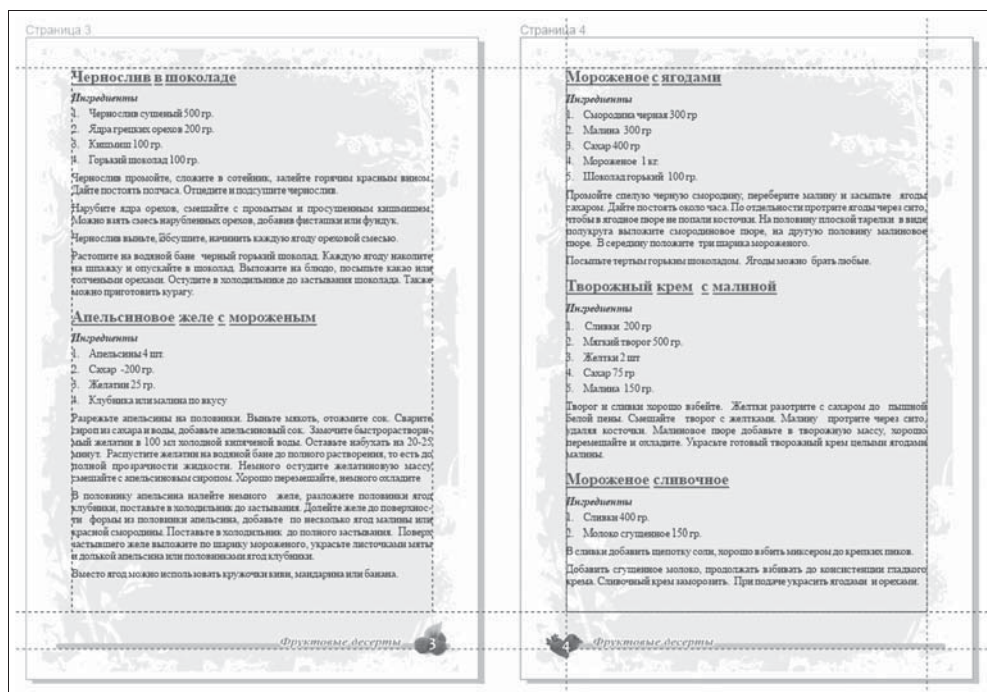 Страница 3
Чернослив в шоколаде
Ингредиенты
1. Чернослив сушеный 500 гр.
2. Ядра грецких орехов 200 гр.
3. Кишмиш 100 гр.
4. Горький шоколад 100 гр.
Чернослив промойте, сложите в сотейник, залейте горячим красным вином.
Дайте постоять полчаса. Отцедите и подсушите чернослив.
Нарубите ядра орехов, смешайте с промытым и просушенным кишмишем.
Можно взять смесь нарубленных орехов, добавив фисташки или фундук.
Чернослив выньте, обсушите, начинить каждую ягоду ореховой смесью.
Растопите на водяной бане черный горький шоколад. Каждую ягоду наколите
на шпажку и опускайте в шоколад. Выложите на блюдо, посыпьте какао или
толчеными орехами. Остудите в холодильнике до застывания шоколада. Также
можно приготовить курагу.
Апельсиновое желе с мороженым
Ингредиенты
1. Апельсины 4 шт.
2. Сахар -200 гр.
3. Желатин 25 гр.
4. Клубника или малина по вкусу
Разрежьте апельсины на половинки. Выньте мякоть, отожмите сок. Сварите
сироп из сахара и воды, добавьте апельсиновый сок. Замочите быстрораствори-
мый желатин в 100 мл холодной кипяченой воды. Оставьте набухать на 20-25
минут. Распустите желатин на водяной бане до полного растворения, то есть до
полной прозрачности жидкости. Немного остудите желатиновую массу,
смешайте с апельсиновым сиропом. Хорошо перемешайте, немного охладите
В половинку апельсина налейте немного желе, разложите половинки ягод
клубники, поставьте в холодильник до застывания. Долейте желе до поверхнос-
ти формы из половинки апельсина, добавьте по несколько ягод малины или
красной смородины. Поставьте в холодильник до полного застывания. Поверх
застывшего желе выложите по шарику мороженого, украсьте листочками мяты
и долькой апельсина или половинками ягод клубники.
Вместо ягод можно использовать кружочки киви, мандарина или банана.
Фруктовые десерты 3
Страница 4
Мороженое с ягодами
Ингредиенты
1. Смородина черная 300 гр
2. Малина 300 гр
3. Сахар 400 гр
4. Мороженое 1 кг.
5. Шоколад горький 100 гр.
Промойте спелую черную смородину, переберите малину и засыпьте ягоды
сахаром. Дайте постоять около часа. По отдельности протрите ягоды через сито,
чтобы в ягодное пюре не попали косточки. На половину плоской тарелки в виде
полукруга выложите смородиновое пюре, на другую половину малиновое
пюре. В середину положите три шарика мороженого.
Посыпьте тертым горьким шоколадом. Ягоды можно брать любые.
Творожный крем с малиной
Ингредиенты
1. Сливки 200 гр
2. Мягкий творог 500 гр.
3. Желтки 2 шт
4. Сахар 75 гр
5. Малина 150 гр.
Творог и сливки хорошо взбейте. Желтки разотрите с сахаром до пышной
белой пены. Смешайте творог с желтками. Малину протрите через сито,
удаляя косточки. Малиновое пюре добавьте в творожную массу, хорошо
перемешайте и охладите. Украсьте готовый творожный крем целыми ягодами
малины.
Мороженое сливочное
Ингредиенты
1. Сливки 400 гр.
2. Молоко сгущенное 150 гр.
В сливки добавить щепотку соли, хорошо взбить миксером до крепких пиков.
Добавить сгущенное молоко, продолжать взбивать до консистенции гладкого
крема. Сливочный крем заморозить. При подаче украсить ягодами и орехами.
4 Фруктовые десерты